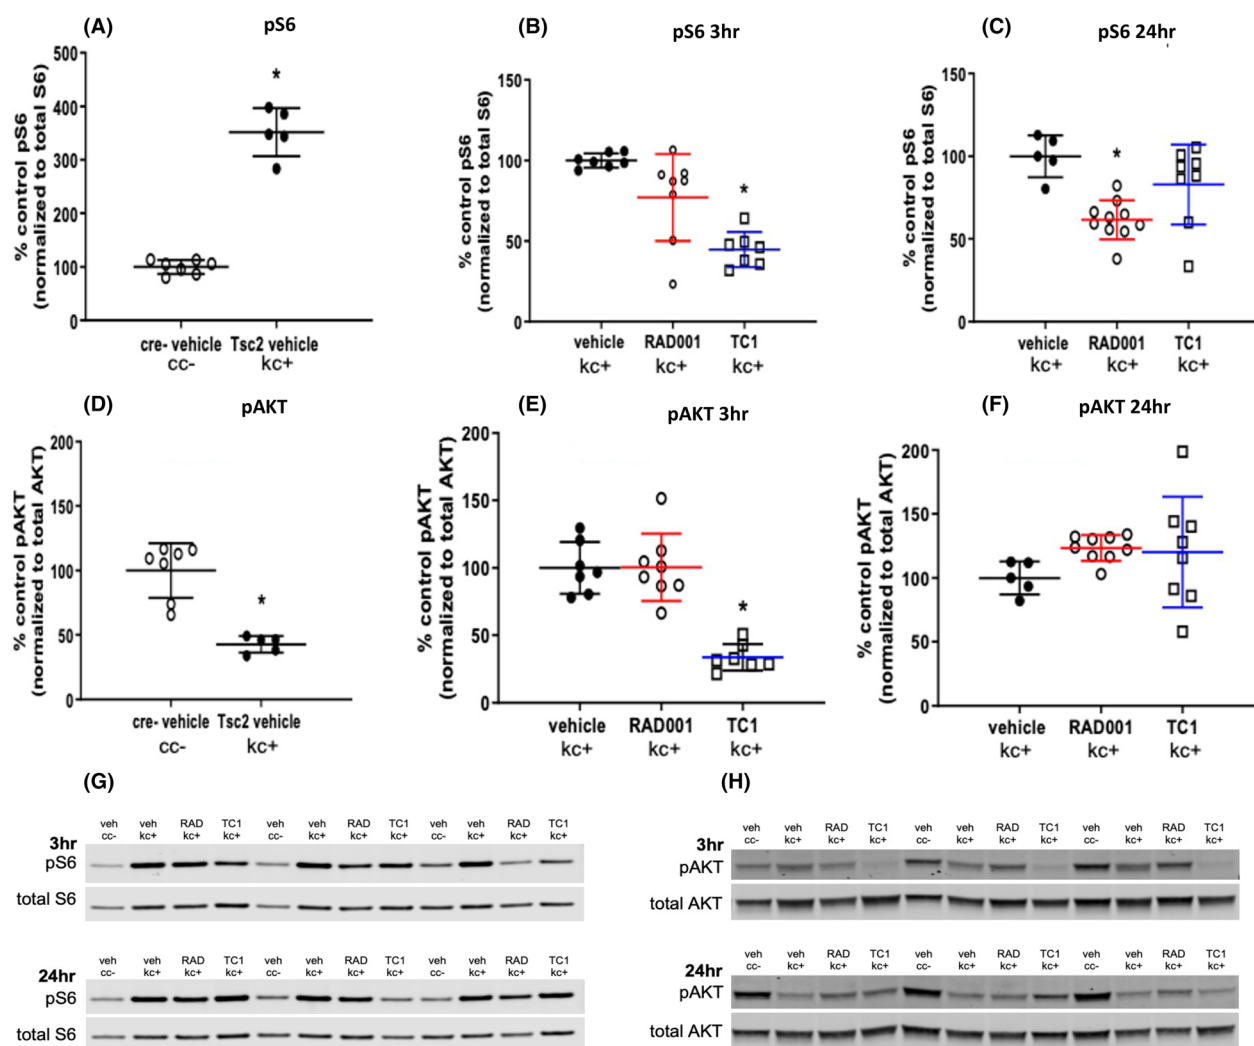 (A)
pS6
% control pS6
(normalized to total S6)
500
400
300
200
100
0
*
cre- vehicle Tsc2 vehicle
cc- kc+
(B)
pS6 3hr
% control pS6
(normalized to total S6)
150
100
50
0
*
vehicle RAD001 TC1
kc+ kc+ kc+
(C)
pS6 24hr
% control pS6
(normalized to total S6)
150
100
50
0
*
vehicle RAD001 TC1
kc+ kc+ kc+
(D)
pAKT
% control pAKT
(normalized to total AKT)
200
150
100
50
0
*
cre- vehicle Tsc2 vehicle
cc- kc+
(E)
pAKT 3hr
% control pAKT
(normalized to total AKT)
200
150
100
50
0
*
vehicle RAD001 TC1
kc+ kc+ kc+
(F)
pAKT 24hr
% control pAKT
(normalized to total AKT)
200
150
100
50
0
vehicle RAD001 TC1
kc+ kc+ kc+
(G)
veh veh RAD TC1 veh veh RAD TC1 veh veh RAD TC1
cc- kc+ kc+ kc+ cc- kc+ kc+ kc+ cc- kc+ kc+ kc+
3hr
pS6
total S6
veh veh RAD TC1 veh veh RAD TC1 veh veh RAD TC1
cc- kc+ kc+ kc+ cc- kc+ kc+ kc+ cc- kc+ kc+ kc+
24hr
pS6
total S6
(H)
veh veh RAD TC1 veh veh RAD TC1 veh veh RAD TC1
cc- kc+ kc+ kc+ cc- kc+ kc+ kc+ cc- kc+ kc+ kc+
3hr
pAKT
total AKT
veh veh RAD TC1 veh veh RAD TC1 veh veh RAD TC1
cc- kc+ kc+ kc+ cc- kc+ kc+ kc+ cc- kc+ kc+ kc+
24hr
pAKT
total AKT